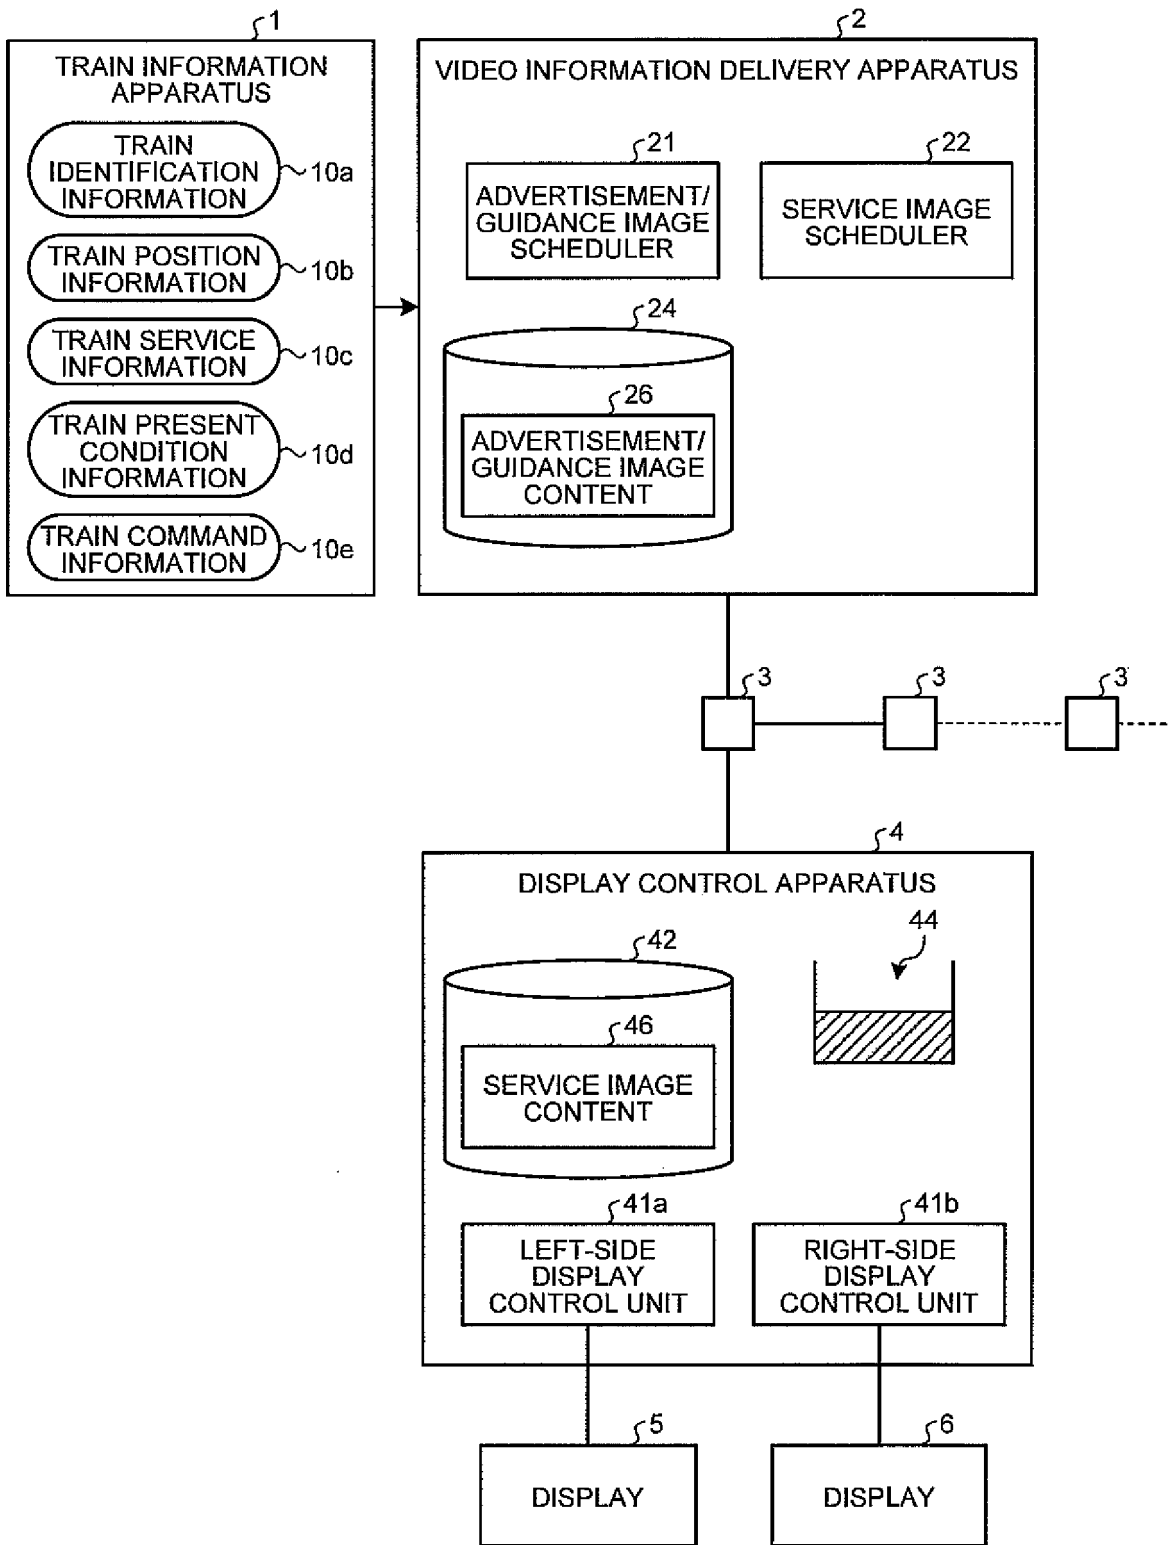 1
TRAIN INFORMATION
APPARATUS
TRAIN
IDENTIFICATION
INFORMATION
10a
TRAIN POSITION
INFORMATION
10b
TRAIN SERVICE
INFORMATION
10c
TRAIN PRESENT
CONDITION
INFORMATION
10d
TRAIN COMMAND
INFORMATION
10e
2
VIDEO INFORMATION DELIVERY APPARATUS
21
ADVERTISEMENT/
GUIDANCE IMAGE
SCHEDULER
22
SERVICE IMAGE
SCHEDULER
24
26
ADVERTISEMENT/
GUIDANCE IMAGE
CONTENT
3
3
3
4
DISPLAY CONTROL APPARATUS
42
46
SERVICE IMAGE
CONTENT
44
41a
LEFT-SIDE
DISPLAY
CONTROL UNIT
41b
RIGHT-SIDE
DISPLAY
CONTROL UNIT
5
DISPLAY
6
DISPLAY